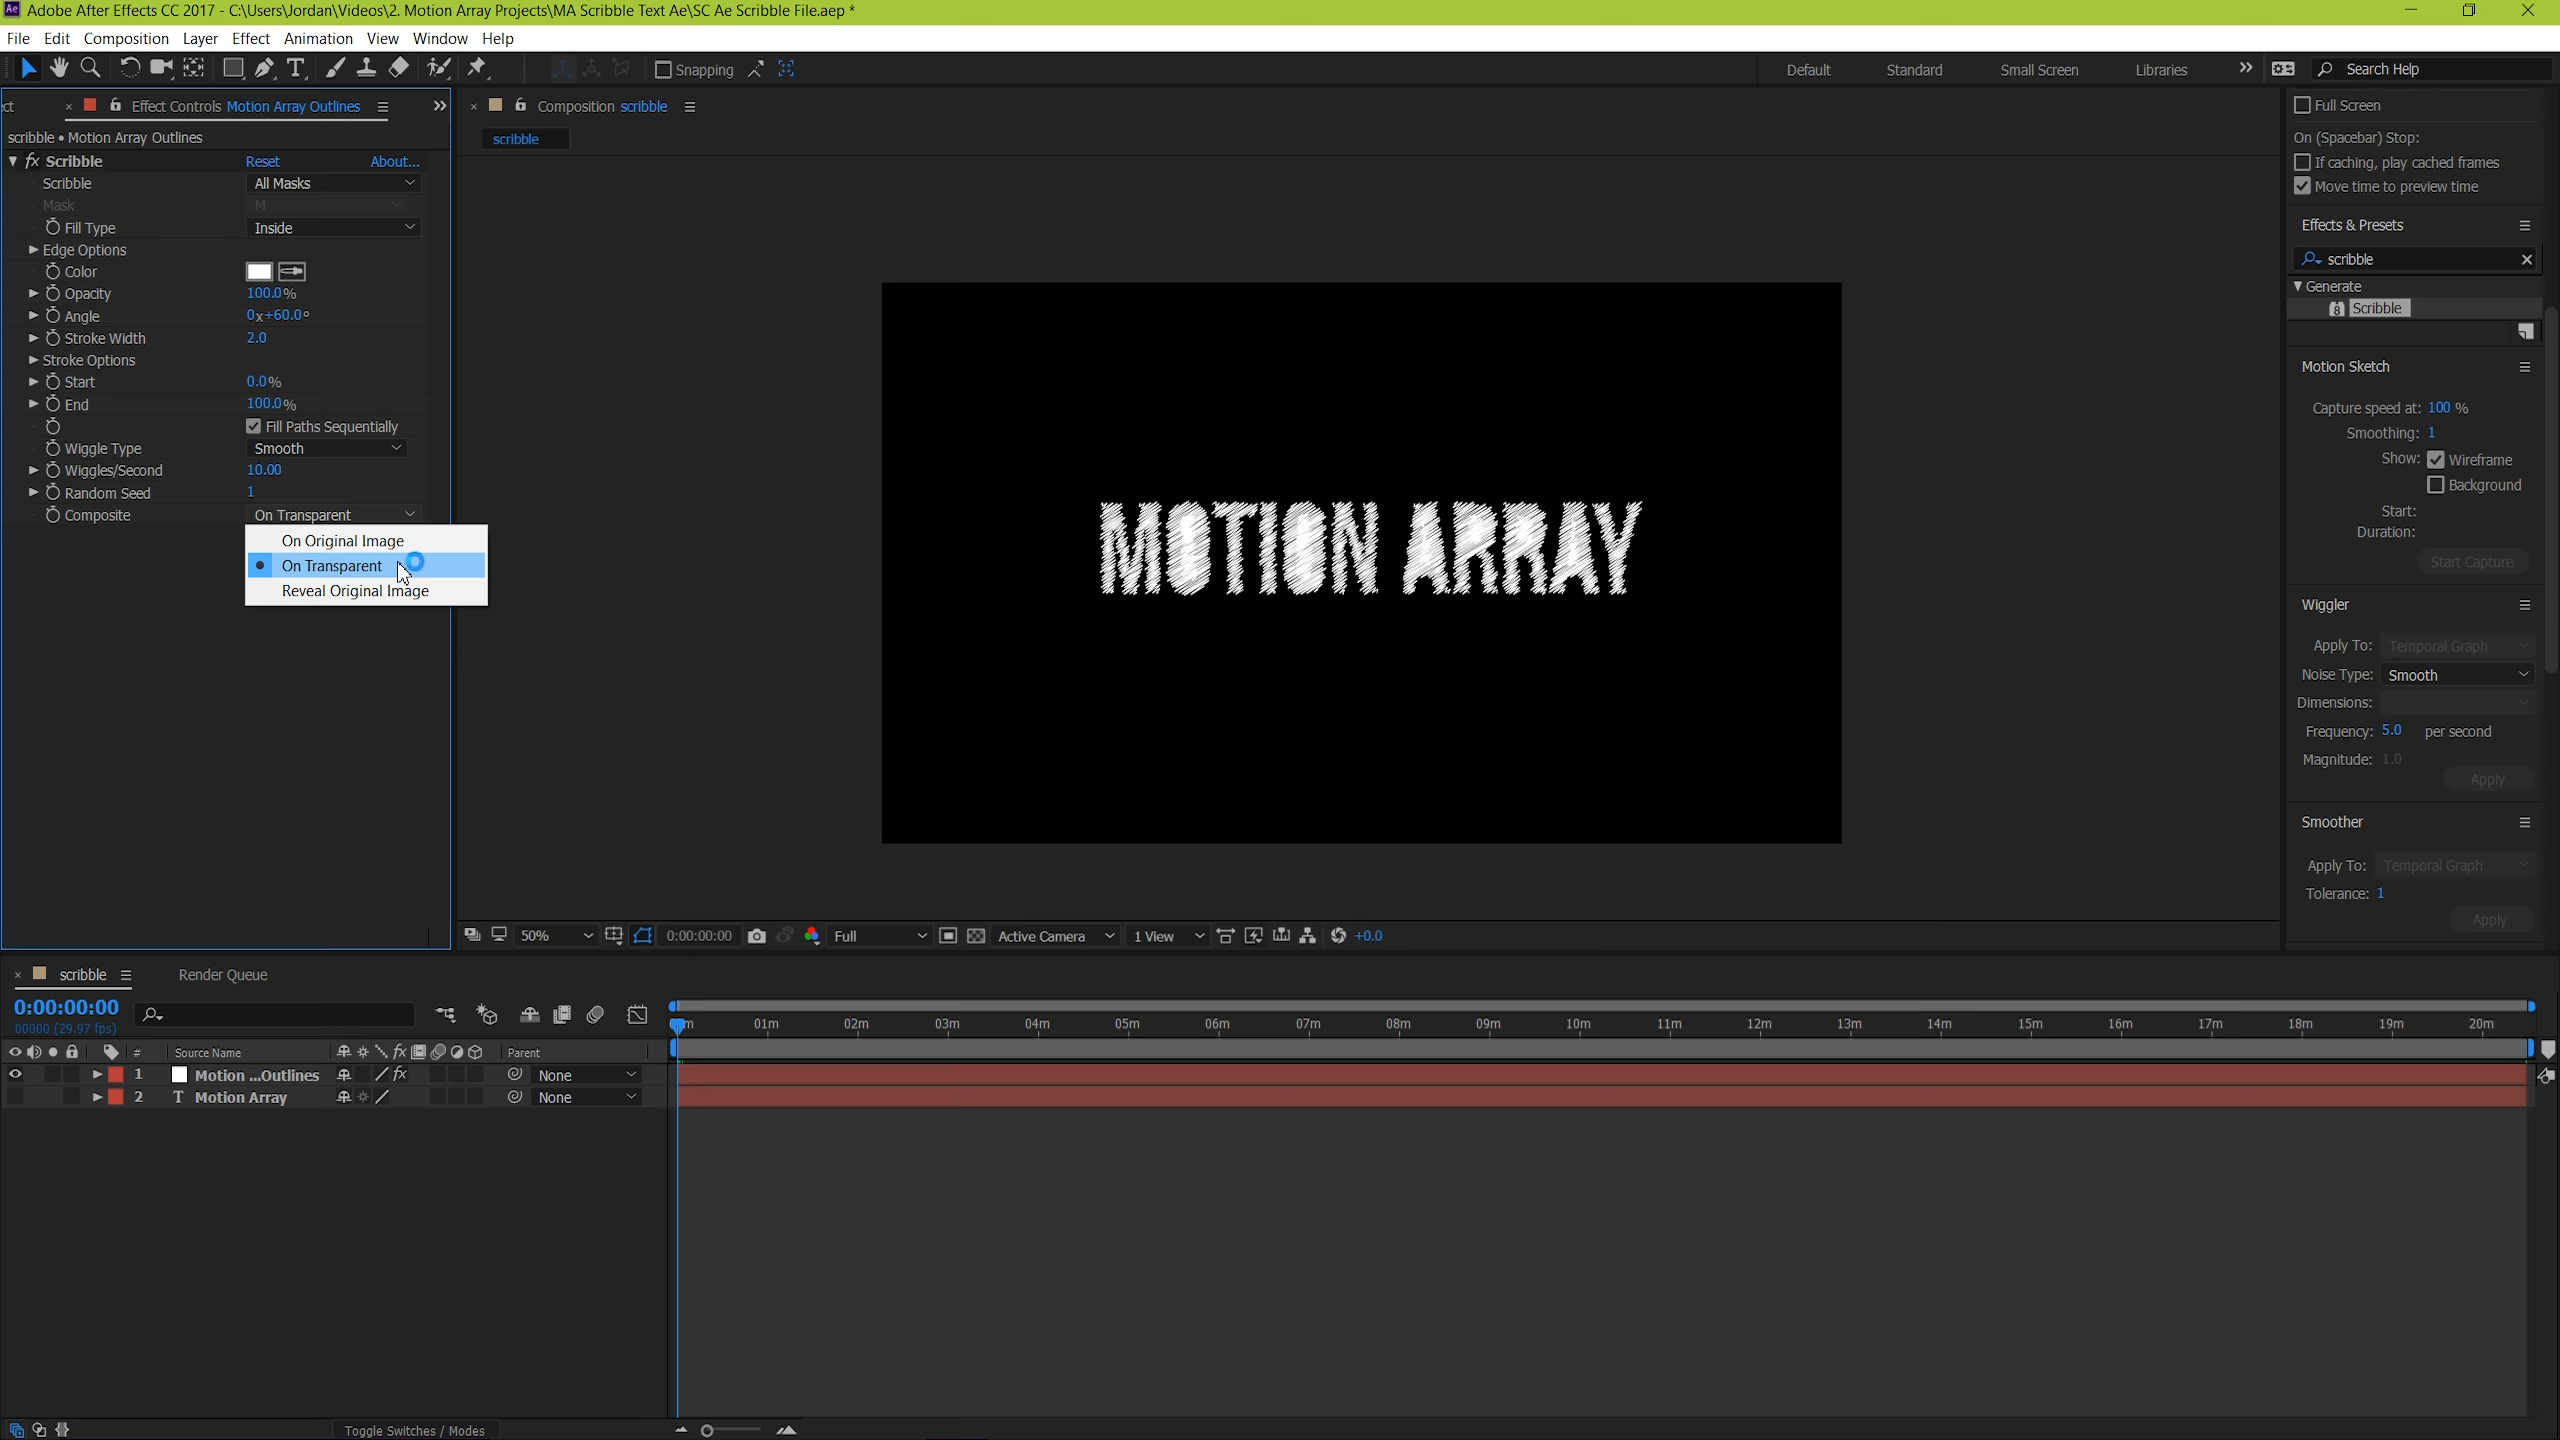 Adobe After Effects CC 2017 - C:\Users\Jordan\Videos\2. Motion Array Projects\MA Scribble Text Ae\SC Ae Scribble File.aep *
File Edit Composition Layer Effect Animation View Window Help
Snapping
Default Standard Small Screen Libraries
Search Help
ct
Effect Controls Motion Array Outlines
scribble • Motion Array Outlines
fx Scribble Reset About...
Scribble All Masks
Mask M
Fill Type Inside
Edge Options
Color
Opacity 100.0%
Angle 0x+60.0°
Stroke Width 2.0
Stroke Options
Start 0.0%
End 100.0%
Fill Paths Sequentially
Wiggle Type Smooth
Wiggles/Second 10.00
Random Seed 1
Composite On Transparent
On Original Image
On Transparent
Reveal Original Image
Composition scribble
scribble
MOTION ARRAY
50% 0:00:00:00 Full Active Camera 1 View +0.0
Full Screen
On (Spacebar) Stop:
If caching, play cached frames
Move time to preview time
Effects & Presets
scribble
Generate
Scribble
Motion Sketch
Capture speed at: 100 %
Smoothing: 1
Show: Wireframe
Background
Start:
Duration:
Start Capture
Wiggler
Apply To: Temporal Graph
Noise Type: Smooth
Dimensions:
Frequency: 5.0 per second
Magnitude: 1.0
Apply
Smoother
Apply To: Temporal Graph
Tolerance: 1
Apply
scribble Render Queue
0:00:00:00
00000 (29.97 fps)
01m 02m 03m 04m 05m 06m 07m 08m 09m 10m 11m 12m 13m 14m 15m 16m 17m 18m 19m 20m
# Source Name fx Parent
1 Motion ...Outlines fx None
2 T Motion Array None
Toggle Switches / Modes